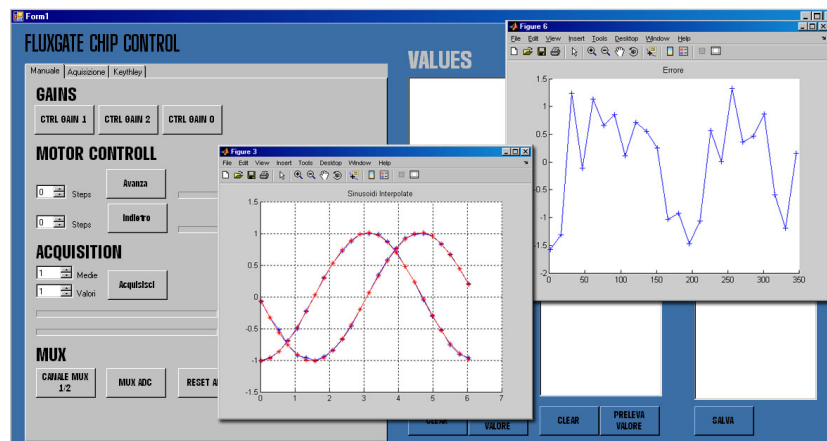 Form1
FLUXGATE CHIP CONTROL
Manuale Aquisizione Keythley
GAINS
CTRL GAIN 1 CTRL GAIN 2 CTRL GAIN 0
MOTOR CONTROLL
0 Steps Avanza
0 Steps Indietro
ACQUISITION
1 Medie
1 Valori
Acquisisci
MUX
CANALE MUX
1/2
MUX ADC
RESET
VALUES
CLEAR
VALORE
CLEAR
PRELEVA
VALORE
SALVA
Figure 3
File Edit View Insert Tools Desktop Window Help
Sinusoidi Interpolate
1.5
1
0.5
0
-0.5
-1
-1.5
0 1 2 3 4 5 6 7
Figure 6
File Edit View Insert Tools Desktop Window Help
Errore
1.5
1
0.5
0
-0.5
-1
-1.5
-2
0 50 100 150 200 250 300 350